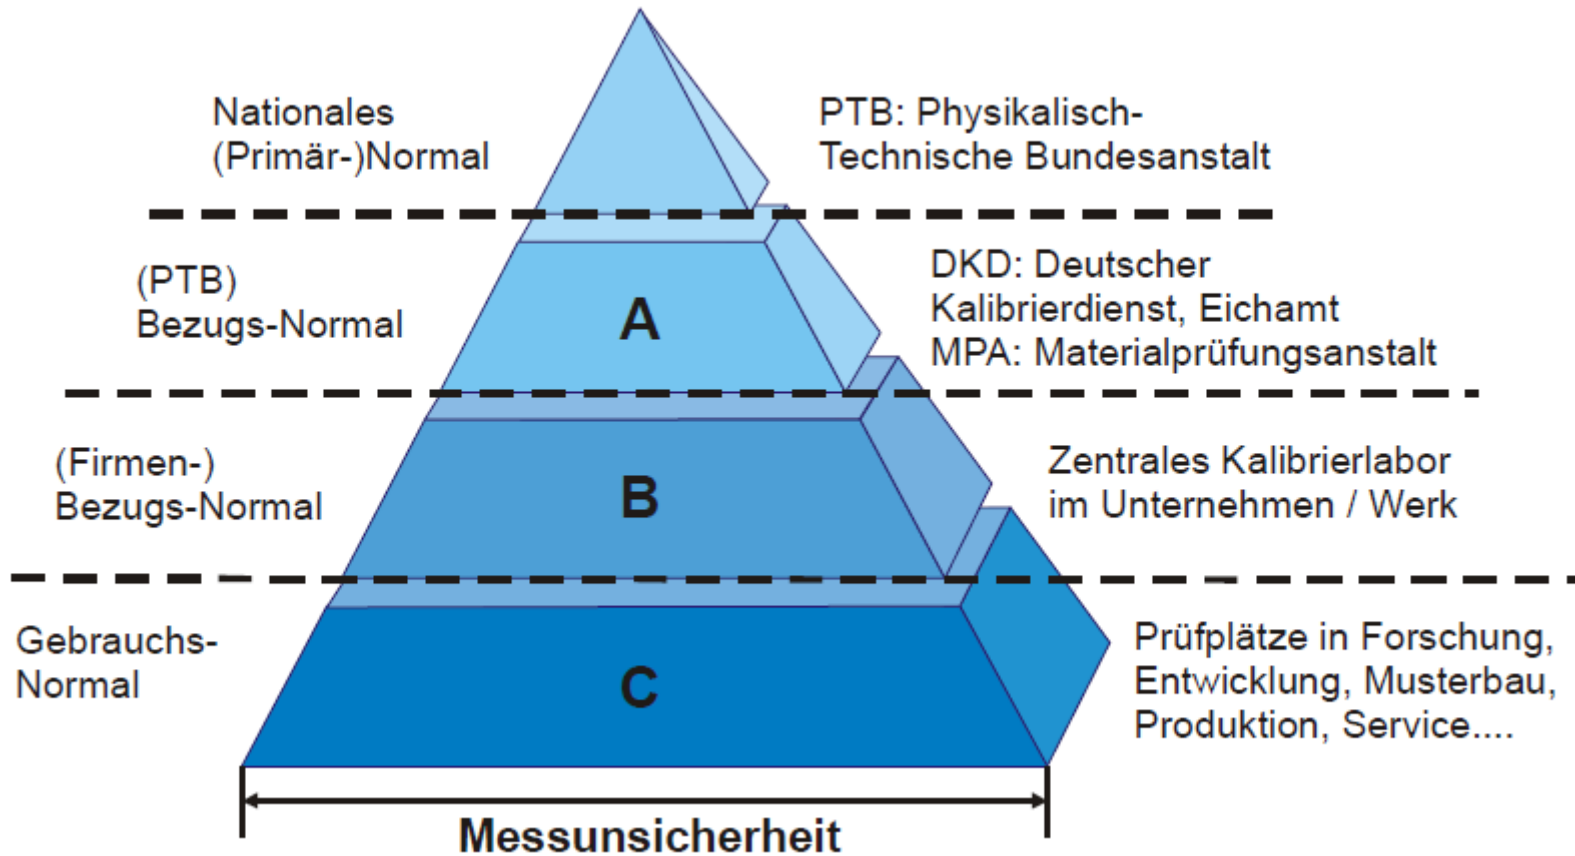 Nationales
(Primär-)Normal
PTB: Physikalisch-
Technische Bundesanstalt
(PTB)
Bezugs-Normal
A
DKD: Deutscher
Kalibrierdienst, Eichamt
MPA: Materialprüfungsanstalt
(Firmen-)
Bezugs-Normal
B
Zentrales Kalibrierlabor
im Unternehmen / Werk
Gebrauchs-
Normal
C
Prüfplätze in Forschung,
Entwicklung, Musterbau,
Produktion, Service....
Messunsicherheit